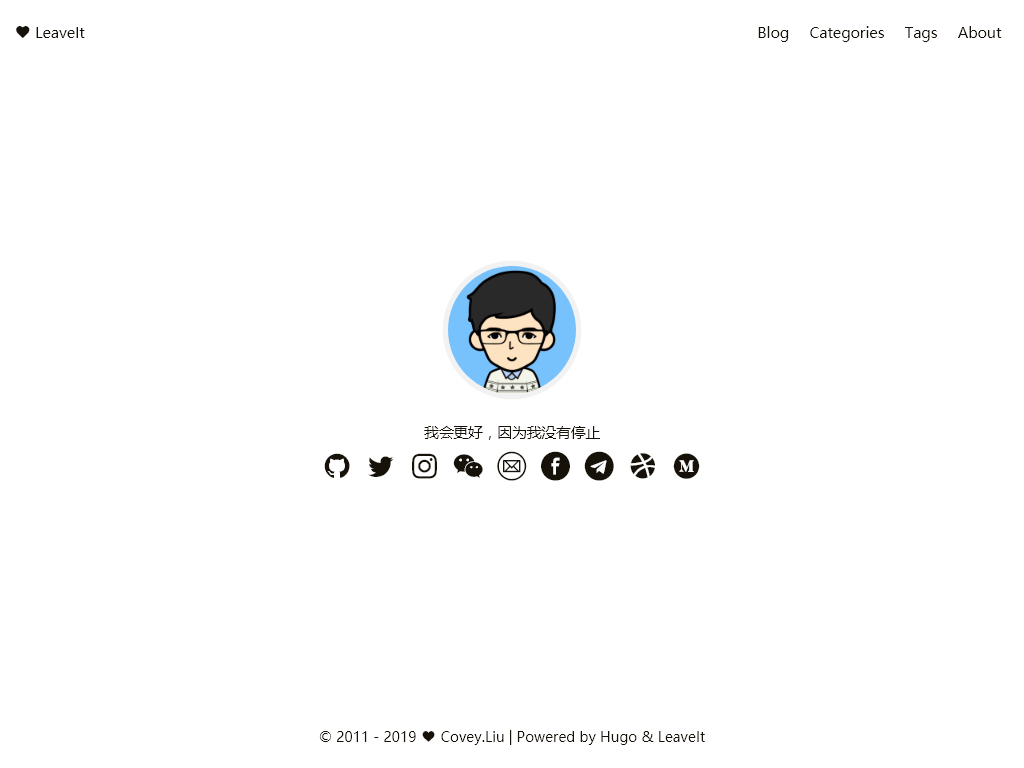 ♥ LeaveIt
Blog Categories Tags About
我会更好，因为我没有停止
© 2011 - 2019 ♥ Covey.Liu | Powered by Hugo & LeaveIt